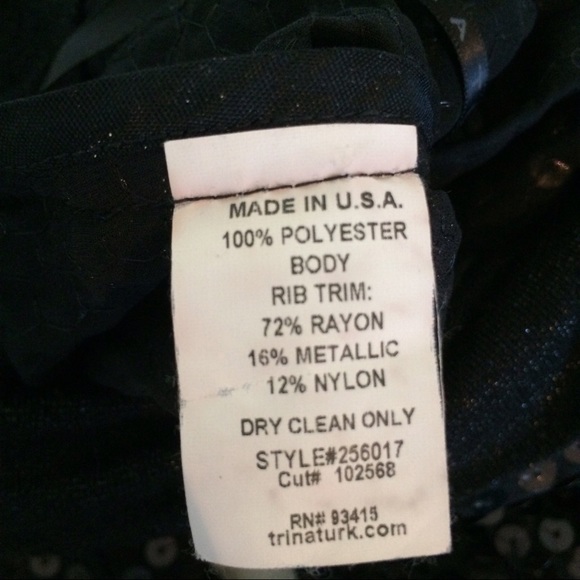 MADE IN U.S.A.
100% POLYESTER
BODY
RIB TRIM:
72% RAYON
16% METALLIC
12% NYLON
DRY CLEAN ONLY
STYLE#256017
Cut# 102568
RN# 93415
trinaturk.com